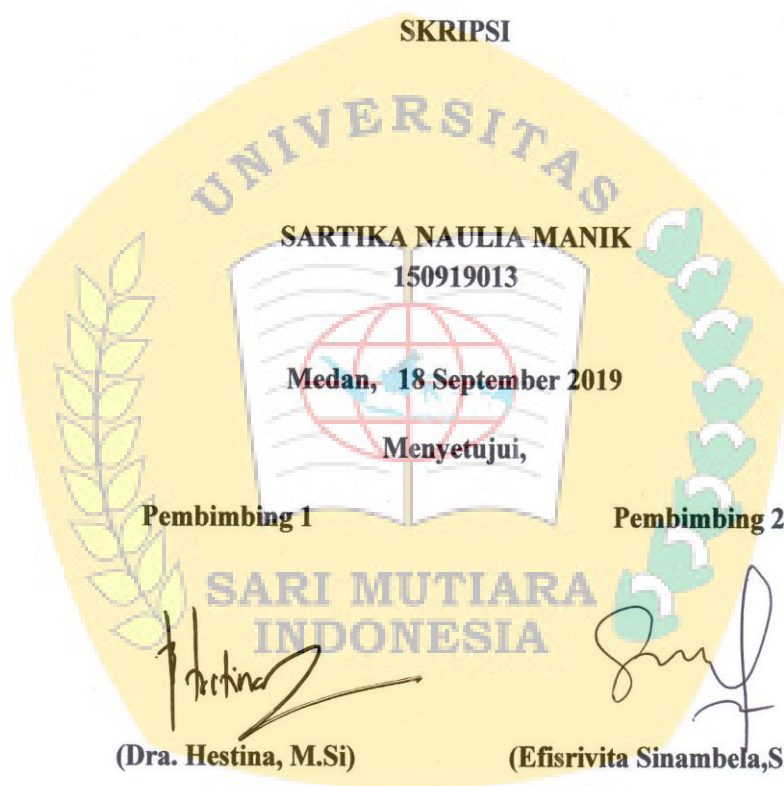 SKRIPSI
UNIVERSITAS
SARTIKA NAULIA MANIK
150919013
Medan, 18 September 2019
Menyetujui,
Pembimbing 1 Pembimbing 2
SARI MUTIARA
INDONESIA
Hestina
(Dra. Hestina, M.Si) (Efisrivita Sinambela,S